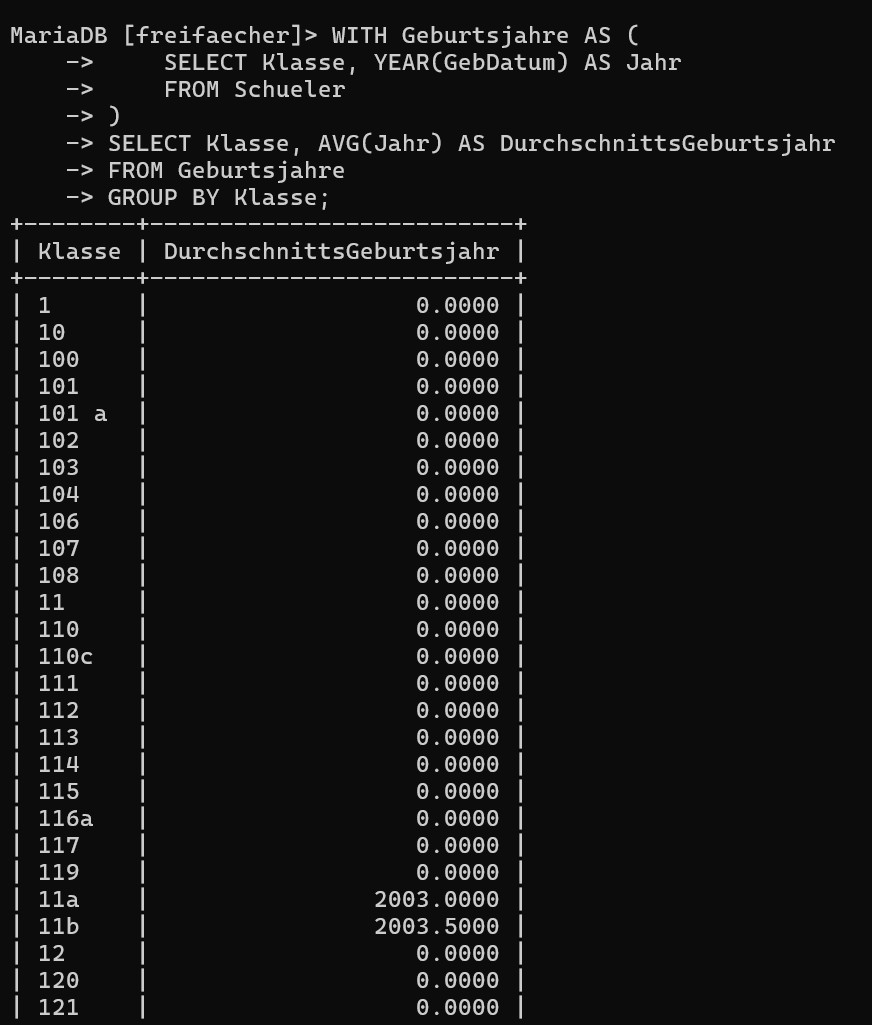 MariaDB [freifaecher]> WITH Geburtsjahre AS (
    ->     SELECT Klasse, YEAR(GebDatum) AS Jahr
    ->     FROM Schueler
    -> )
    -> SELECT Klasse, AVG(Jahr) AS DurchschnittsGeburtsjahr
    -> FROM Geburtsjahre
    -> GROUP BY Klasse;
+--------+--------------------------+
| Klasse | DurchschnittsGeburtsjahr |
+--------+--------------------------+
| 1      |                   0.0000 |
| 10     |                   0.0000 |
| 100    |                   0.0000 |
| 101    |                   0.0000 |
| 101 a  |                   0.0000 |
| 102    |                   0.0000 |
| 103    |                   0.0000 |
| 104    |                   0.0000 |
| 106    |                   0.0000 |
| 107    |                   0.0000 |
| 108    |                   0.0000 |
| 11     |                   0.0000 |
| 110    |                   0.0000 |
| 110c   |                   0.0000 |
| 111    |                   0.0000 |
| 112    |                   0.0000 |
| 113    |                   0.0000 |
| 114    |                   0.0000 |
| 115    |                   0.0000 |
| 116a   |                   0.0000 |
| 117    |                   0.0000 |
| 119    |                   0.0000 |
| 11a    |                2003.0000 |
| 11b    |                2003.5000 |
| 12     |                   0.0000 |
| 120    |                   0.0000 |
| 121    |                   0.0000 |